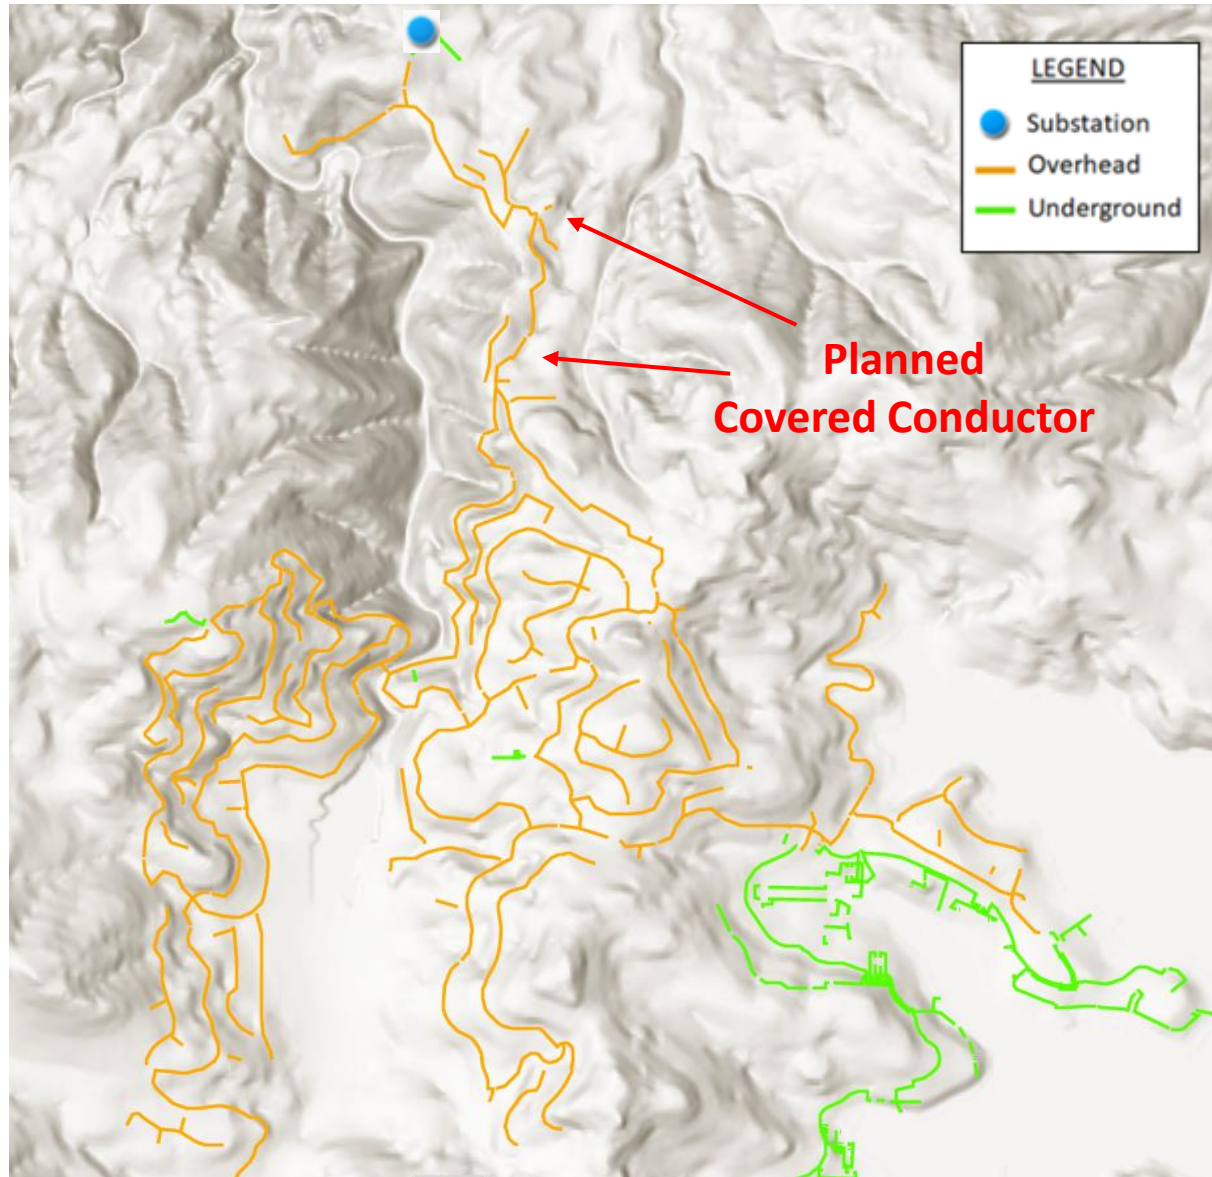 LEGEND
Substation
Overhead
Underground
Planned
Covered Conductor